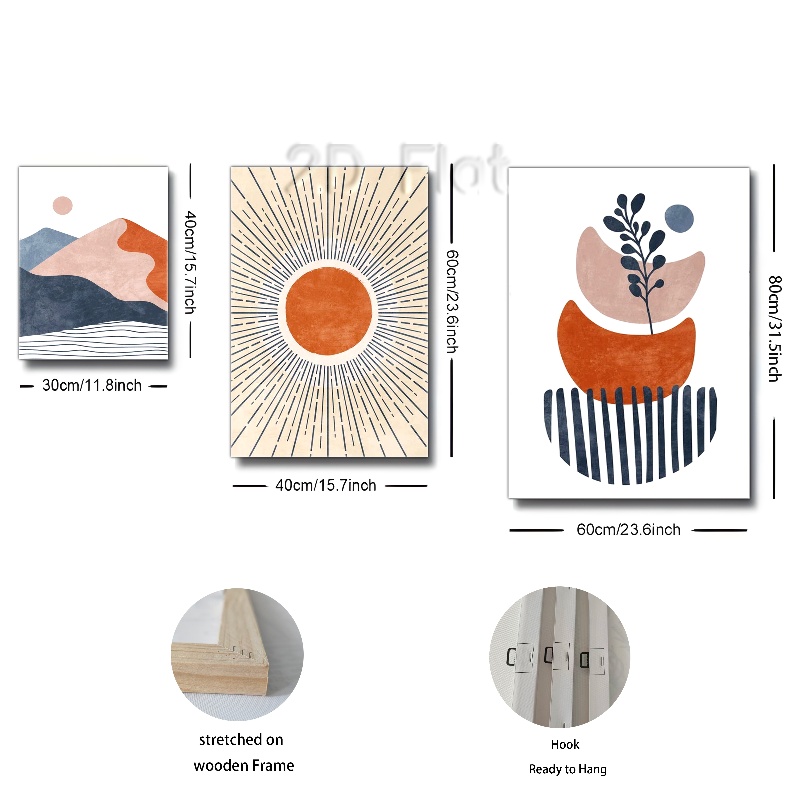 2D Flat
40cm/15.7inch
30cm/11.8inch
60cm/23.6inch
40cm/15.7inch
80cm/31.5inch
60cm/23.6inch
stretched on
wooden Frame
Hook
Ready to Hang